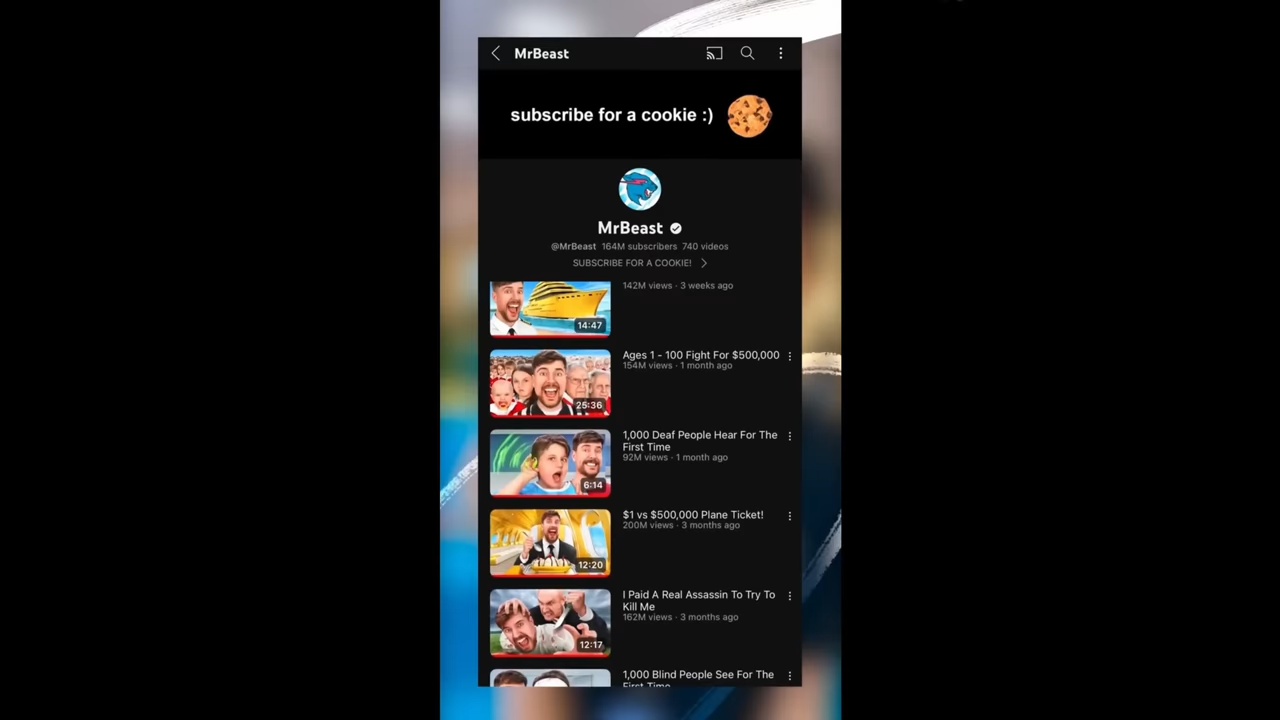 MrBeast
subscribe for a cookie :)
MrBeast
@MrBeast 164M subscribers 740 videos
SUBSCRIBE FOR A COOKIE!
142M views · 3 weeks ago
14:47
Ages 1 - 100 Fight For $500,000
154M views · 1 month ago
25:36
1,000 Deaf People Hear For The
First Time
92M views · 1 month ago
6:14
$1 vs $500,000 Plane Ticket!
200M views · 3 months ago
12:20
I Paid A Real Assassin To Try To
Kill Me
162M views · 3 months ago
12:17
1,000 Blind People See For The
First Time